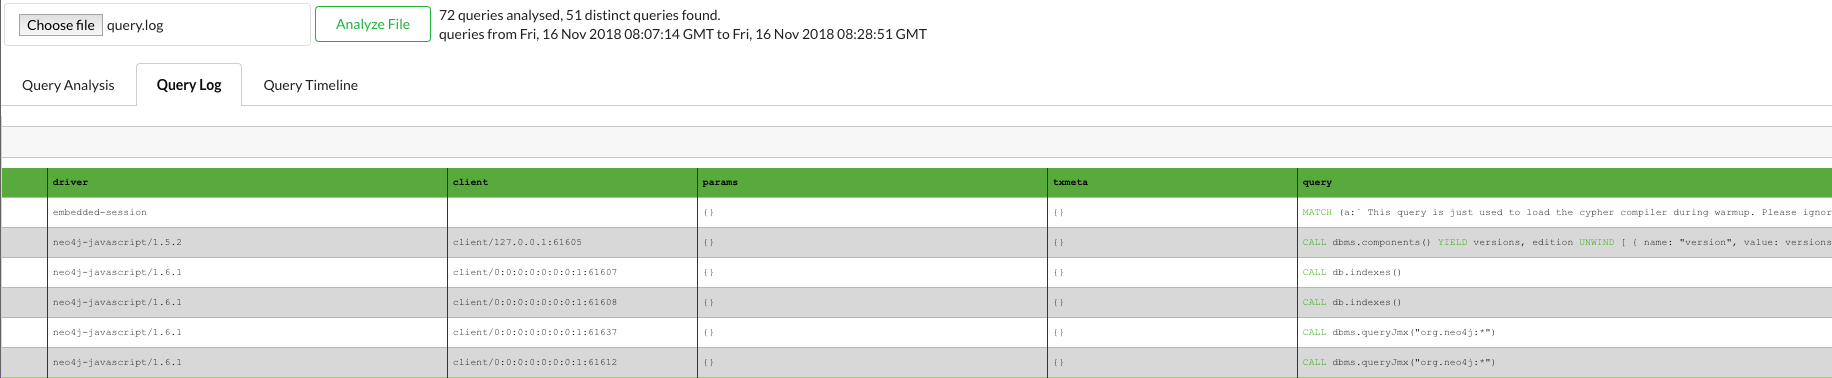 Choose file query.log Analyze File 72 queries analysed, 51 distinct queries found.
queries from Fri, 16 Nov 2018 08:07:14 GMT to Fri, 16 Nov 2018 08:28:51 GMT
Query Analysis Query Log Query Timeline
driver client params txmeta query
embedded-session {} {} MATCH (a:` This query is just used to load the cypher compiler during warmup. Please ignor
neo4j-javascript/1.5.2 client/127.0.0.1:61605 {} {} CALL dbms.components() YIELD versions, edition UNWIND [ { name: "version", value: versions
neo4j-javascript/1.6.1 client/0:0:0:0:0:0:0:1:61607 {} {} CALL db.indexes()
neo4j-javascript/1.6.1 client/0:0:0:0:0:0:0:1:61608 {} {} CALL db.indexes()
neo4j-javascript/1.6.1 client/0:0:0:0:0:0:0:1:61637 {} {} CALL dbms.queryJmx("org.neo4j:*")
neo4j-javascript/1.6.1 client/0:0:0:0:0:0:0:1:61612 {} {} CALL dbms.queryJmx("org.neo4j:*")